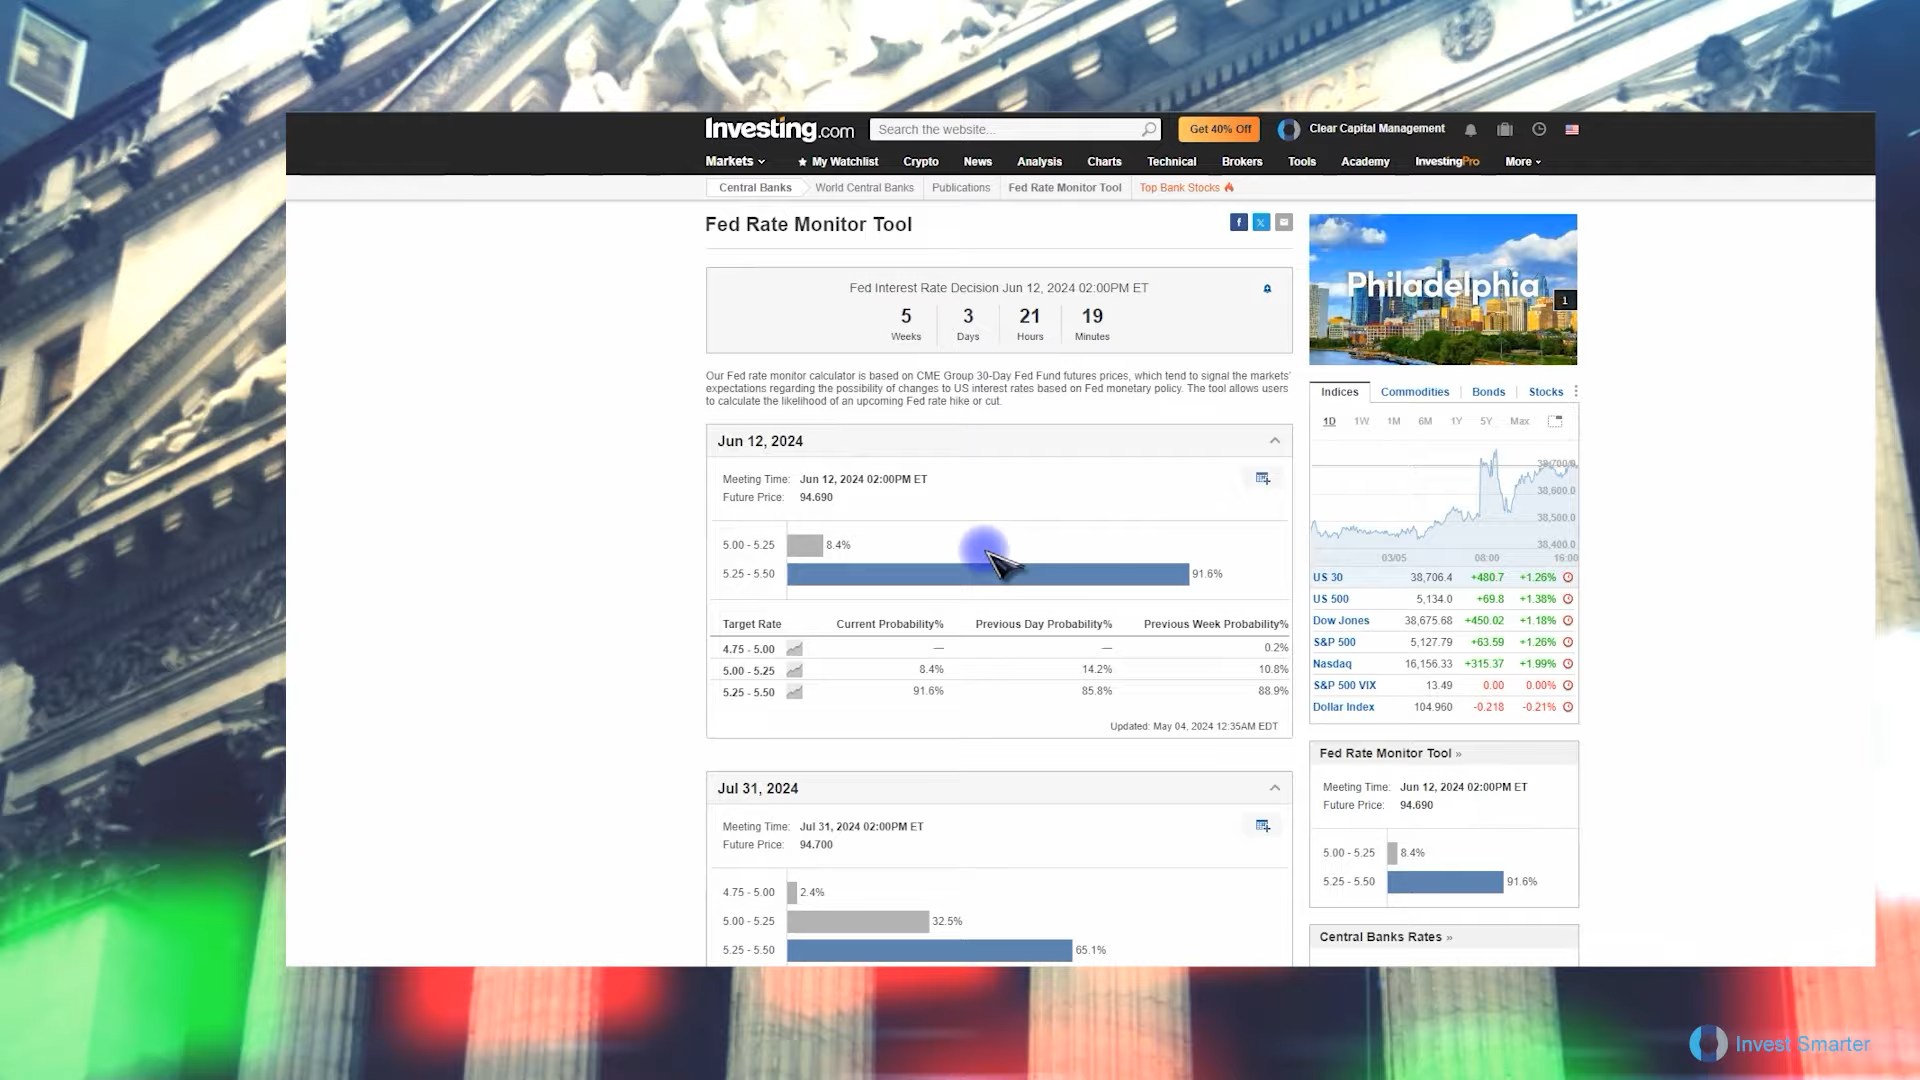 Investing.com
Search the website...
Get 40% Off
Clear Capital Management
Markets
My Watchlist
Crypto
News
Analysis
Charts
Technical
Brokers
Tools
Academy
InvestingPro
More
Central Banks
World Central Banks
Publications
Fed Rate Monitor Tool
Top Bank Stocks
Fed Rate Monitor Tool
Fed Interest Rate Decision Jun 12, 2024 02:00PM ET
5 3 21 19
Weeks Days Hours Minutes
Our Fed rate monitor calculator is based on CME Group 30-Day Fed Fund futures prices, which tend to signal the markets'
expectations regarding the possibility of changes to US interest rates based on Fed monetary policy. The tool allows users
to calculate the likelihood of an upcoming Fed rate hike or cut.
Jun 12, 2024
Meeting Time: Jun 12, 2024 02:00PM ET
Future Price: 94.690
5.00 - 5.25 8.4%
5.25 - 5.50 91.6%
Target Rate Current Probability% Previous Day Probability% Previous Week Probability%
4.75 - 5.00 — — 0.2%
5.00 - 5.25 8.4% 14.2% 10.8%
5.25 - 5.50 91.6% 85.8% 88.9%
Updated: May 04, 2024 12:35AM EDT
Jul 31, 2024
Meeting Time: Jul 31, 2024 02:00PM ET
Future Price: 94.700
4.75 - 5.00 2.4%
5.00 - 5.25 32.5%
5.25 - 5.50 65.1%
Philadelphia
1
Indices Commodities Bonds Stocks
1D 1W 1M 6M 1Y 5Y Max
38,700.0
38,600.0
38,500.0
38,400.0
03/05 08:00 16:00
US 30 38,706.4 +480.7 +1.26%
US 500 5,134.0 +69.8 +1.38%
Dow Jones 38,675.68 +450.02 +1.18%
S&P 500 5,127.79 +63.59 +1.26%
Nasdaq 16,156.33 +315.37 +1.99%
S&P 500 VIX 13.49 0.00 0.00%
Dollar Index 104.960 -0.218 -0.21%
Fed Rate Monitor Tool »
Meeting Time: Jun 12, 2024 02:00PM ET
Future Price: 94.690
5.00 - 5.25 8.4%
5.25 - 5.50 91.6%
Central Banks Rates »
Invest Smarter